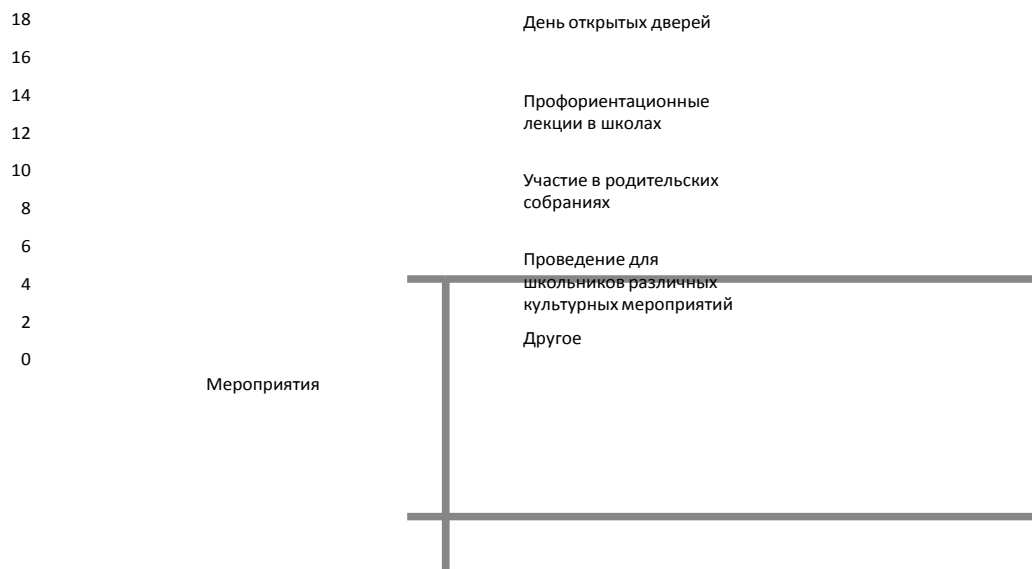 18
16
14
12
10
8
6
4
2
0
Мероприятия
День открытых дверей
Профориентационные
лекции в школах
Участие в родительских
собраниях
Проведение для
школьников различных
культурных мероприятий
Другое